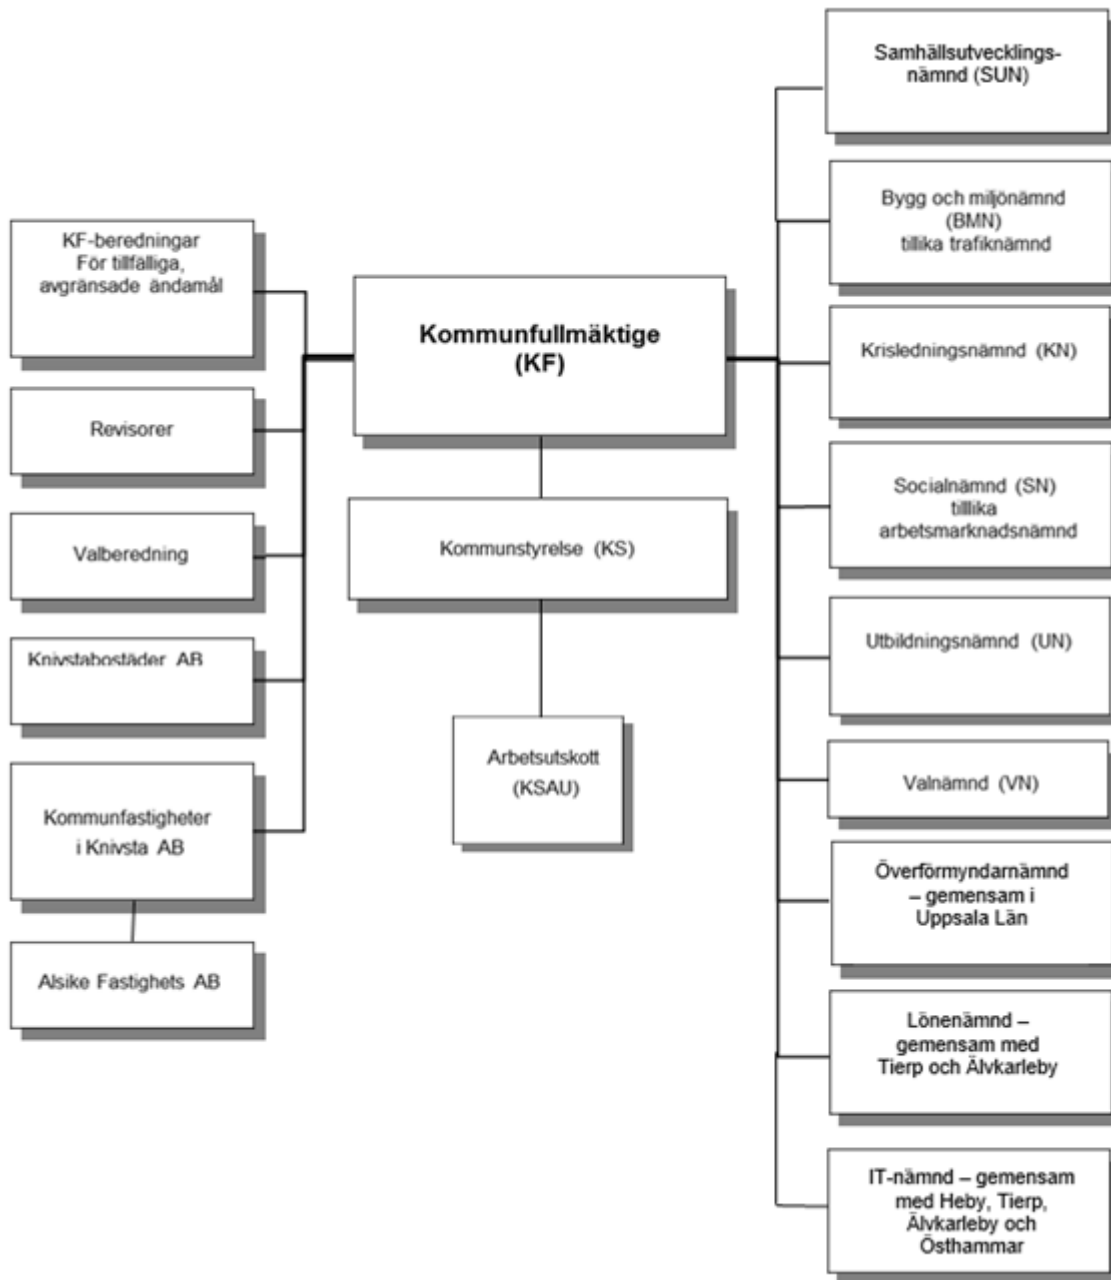 Samhällsutvecklings-
nämnd (SUN)
Bygg och miljönämnd
(BMN)
tillika trafiknämnd
KF-beredningar
För tillfälliga,
avgränsade ändamål
Kommunfullmäktige
(KF)
Krisledningsnämnd (KN)
Revisorer
Socialnämnd (SN)
tilllika
arbetsmarknadsnämnd
Kommunstyrelse (KS)
Valberedning
Utbildningsnämnd (UN)
Knivstabostäder AB
Arbetsutskott
(KSAU)
Valnämnd (VN)
Kommunfastigheter
i Knivsta AB
Överförmyndarnämnd
– gemensam i
Uppsala Län
Alsike Fastighets AB
Lönenämnd –
gemensam med
Tierp och Älvkarleby
IT-nämnd – gemensam
med Heby, Tierp,
Älvkarleby och
Östhammar